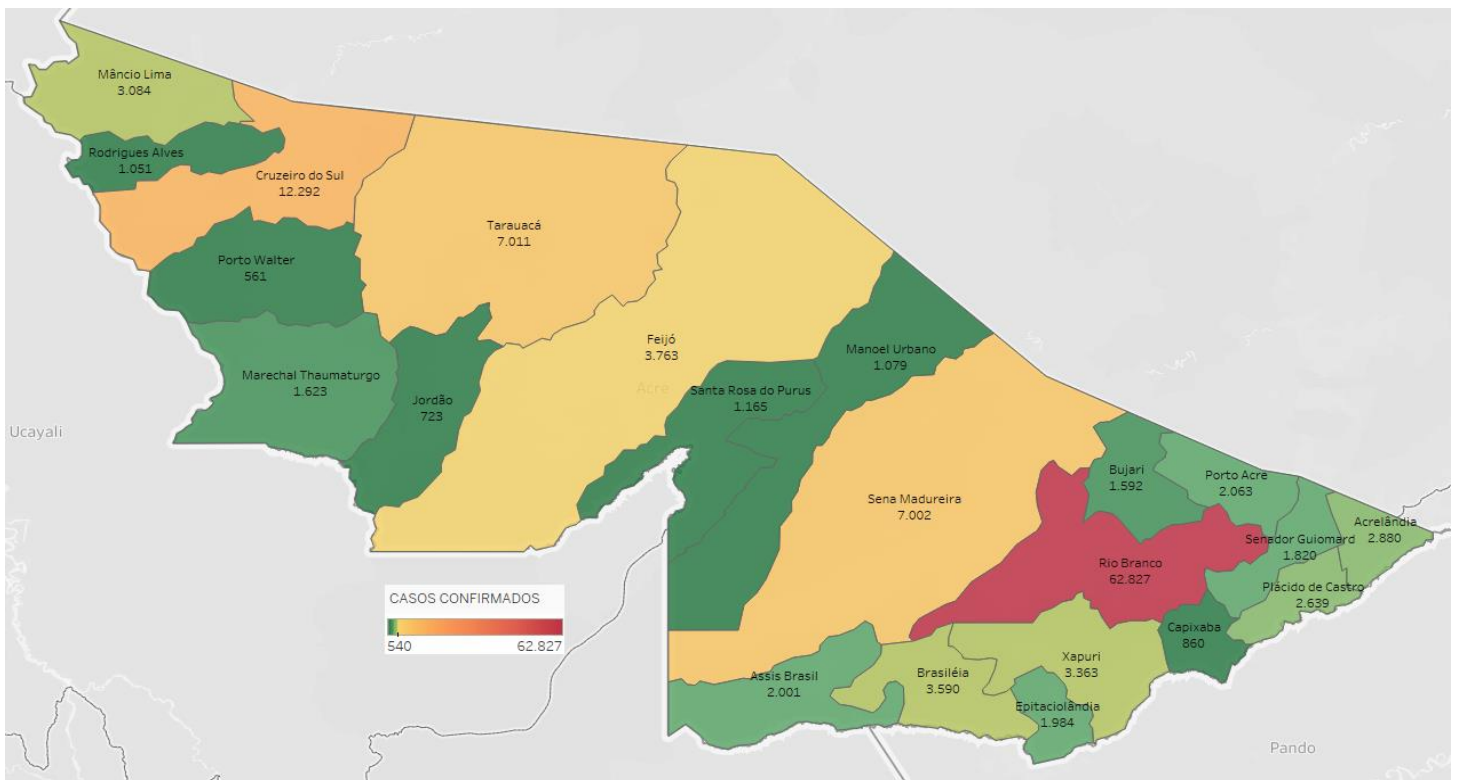 Mâncio Lima
3.084
Rodrigues Alves
1.051
Cruzeiro do Sul
12.292
Tarauacá
7.011
Porto Walter
561
Feijó
3.763
Manoel Urbano
1.079
Marechal Thaumaturgo
1.623
Jordão
723
Acre
Santa Rosa do Purus
1.165
Ucayali
Sena Madureira
7.002
Bujari
1.592
Porto Acre
2.063
Acrelândia
2.880
Senador Guiomard
1.820
Rio Branco
62.827
Plácido de Castro
2.639
Capixaba
860
CASOS CONFIRMADOS
540 62.827
Xapuri
3.363
Brasiléia
3.590
Assis Brasil
2.001
Epitaciolândia
1.984
Pando